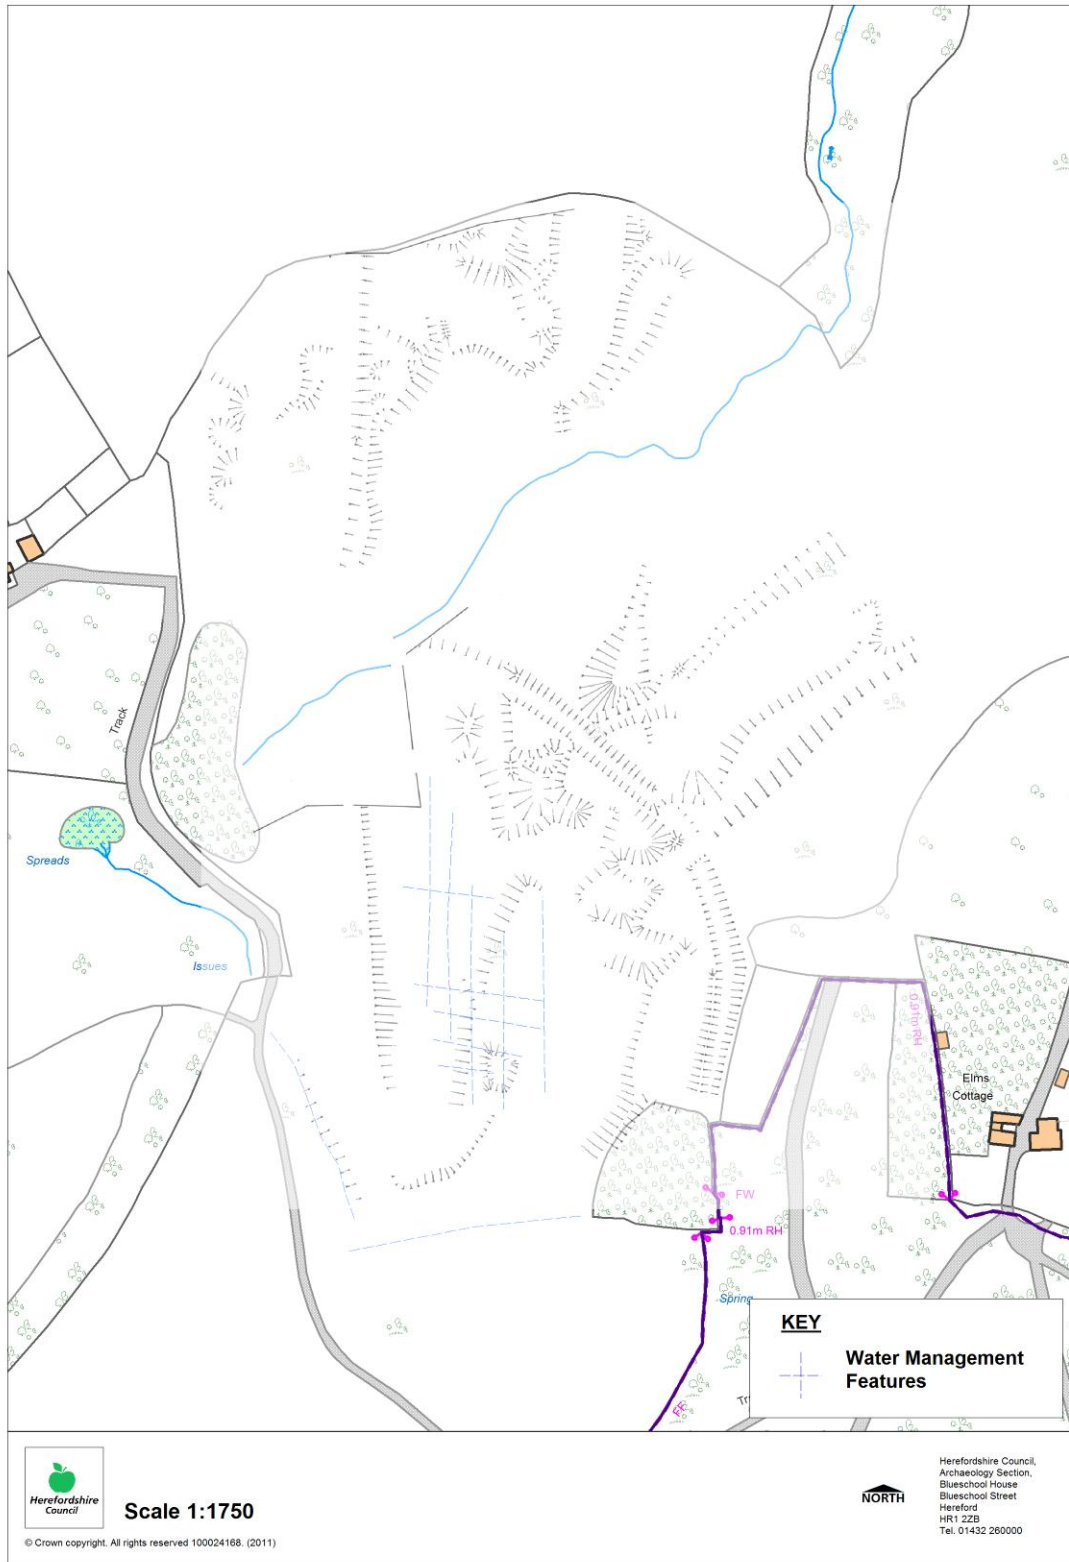 Track
Spreads
Issues
0.91m RH
Elms
Cottage
FW
0.91m RH
Spring
FF
KEY
Water Management
Features
Herefordshire
Council
Scale 1:1750
© Crown copyright. All rights reserved 100024168. (2011)
NORTH
Herefordshire Council,
Archaeology Section,
Blueschool House
Blueschool Street
Hereford
HR1 2ZB
Tel. 01432 260000